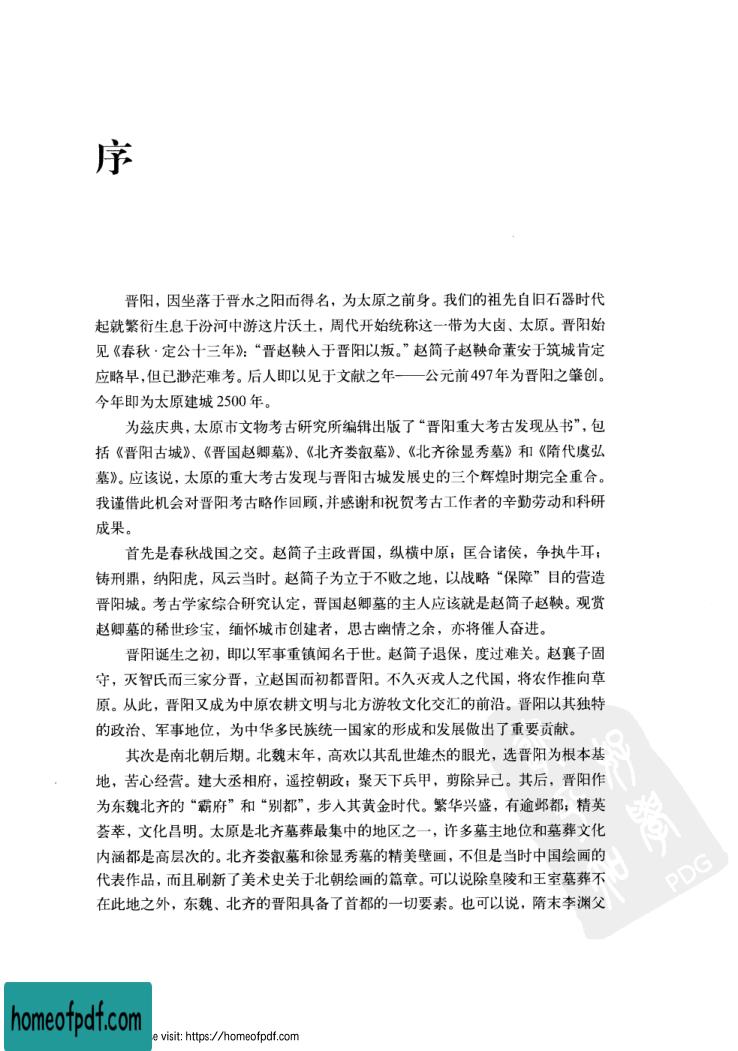 序
晋阳，因坐落于晋水之阳而得名，为太原之前身。我们的祖先自旧石器时代
起就繁衍生息于汾河中游这片沃土，周代开始统称这一带为大卤、太原。晋阳始
见《春秋·定公十三年》：“晋赵鞅入于晋阳以叛。”赵简子赵鞅命董安于筑城肯定
应略早，但已渺茫难考。后人即以见于文献之年——公元前497年为晋阳之肇创。
今年即为太原建城2500年。
为兹庆典，太原市文物考古研究所编辑出版了“晋阳重大考古发现丛书”，包
括《晋阳古城》、《晋国赵卿墓》、《北齐娄叡墓》、《北齐徐显秀墓》和《隋代虞弘
墓》。应该说，太原的重大考古发现与晋阳古城发展史的三个辉煌时期完全重合。
我谨借此机会对晋阳考古略作回顾，并感谢和祝贺考古工作者的辛勤劳动和科研
成果。
首先是春秋战国之交。赵简子主政晋国，纵横中原；匡合诸侯，争执牛耳；
铸刑鼎，纳阳虎，风云当时。赵简子为立于不败之地，以战略“保障”目的营造
晋阳城。考古学家综合研究认定，晋国赵卿墓的主人应该就是赵简子赵鞅。观赏
赵卿墓的稀世珍宝，缅怀城市创建者，思古幽情之余，亦将催人奋进。
晋阳诞生之初，即以军事重镇闻名于世。赵简子退保，度过难关。赵襄子固
守，灭智氏而三家分晋，立赵国而初都晋阳。不久灭戎人之代国，将农作推向草
原。从此，晋阳又成为中原农耕文明与北方游牧文化交汇的前沿。晋阳以其独特
的政治、军事地位，为中华多民族统一国家的形成和发展做出了重要贡献。
其次是南北朝后期。北魏末年，高欢以其乱世雄杰的眼光，选晋阳为根本基
地，苦心经营。建大丞相府，遥控朝政；聚天下兵甲，剪除异己。其后，晋阳作
为东魏北齐的“霸府”和“别都”，步入其黄金时代。繁华兴盛，有逾邺都；精英
荟萃，文化昌明。太原是北齐墓葬最集中的地区之一，许多墓主地位和墓葬文化
内涵都是高层次的。北齐娄叡墓和徐显秀墓的精美壁画，不但是当时中国绘画的
代表作品，而且刷新了美术史关于北朝绘画的篇章。可以说除皇陵和王室墓葬不
在此地之外，东魏、北齐的晋阳具备了首都的一切要素。也可以说，隋末李渊父
PDG
homeofpdf.com
se visit: https://homeofpdf.com